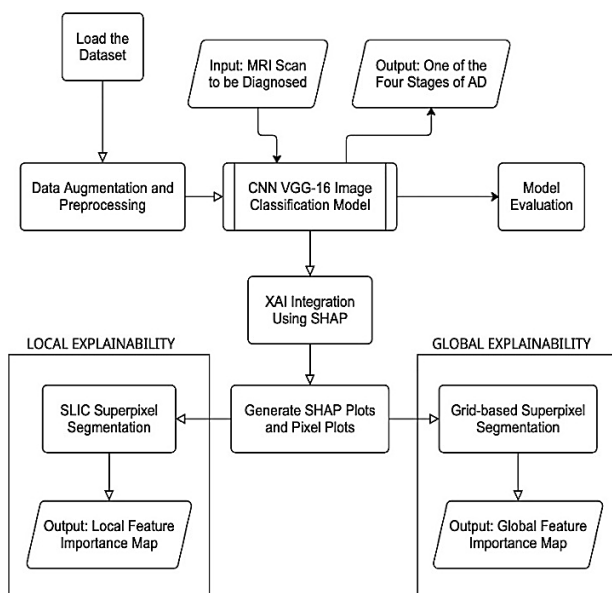 Load the
Dataset
Input: MRI Scan
to be Diagnosed
Output: One of the
Four Stages of AD
Data Augmentation and
Preprocessing
CNN VGG-16 Image
Classification Model
Model
Evaluation
XAI Integration
Using SHAP
LOCAL EXPLAINABILITY
GLOBAL EXPLAINABILITY
SLIC Superpixel
Segmentation
Generate SHAP Plots
and Pixel Plots
Grid-based Superpixel
Segmentation
Output: Local Feature
Importance Map
Output: Global Feature
Importance Map